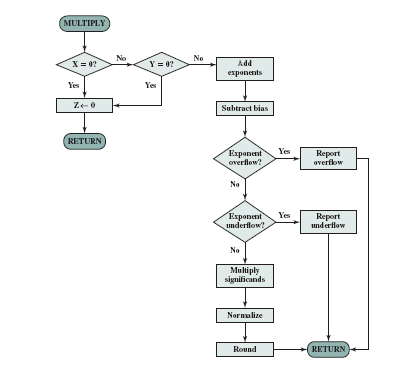 MULTIPLY
X = 0?
No
Y = 0?
No
Add
exponents
Yes
Yes
Z ← 0
Subtract bias
RETURN
Exponent
overflow?
Yes
Report
overflow
No
Exponent
underflow?
Yes
Report
underflow
No
Multiply
significands
Normalize
Round
RETURN